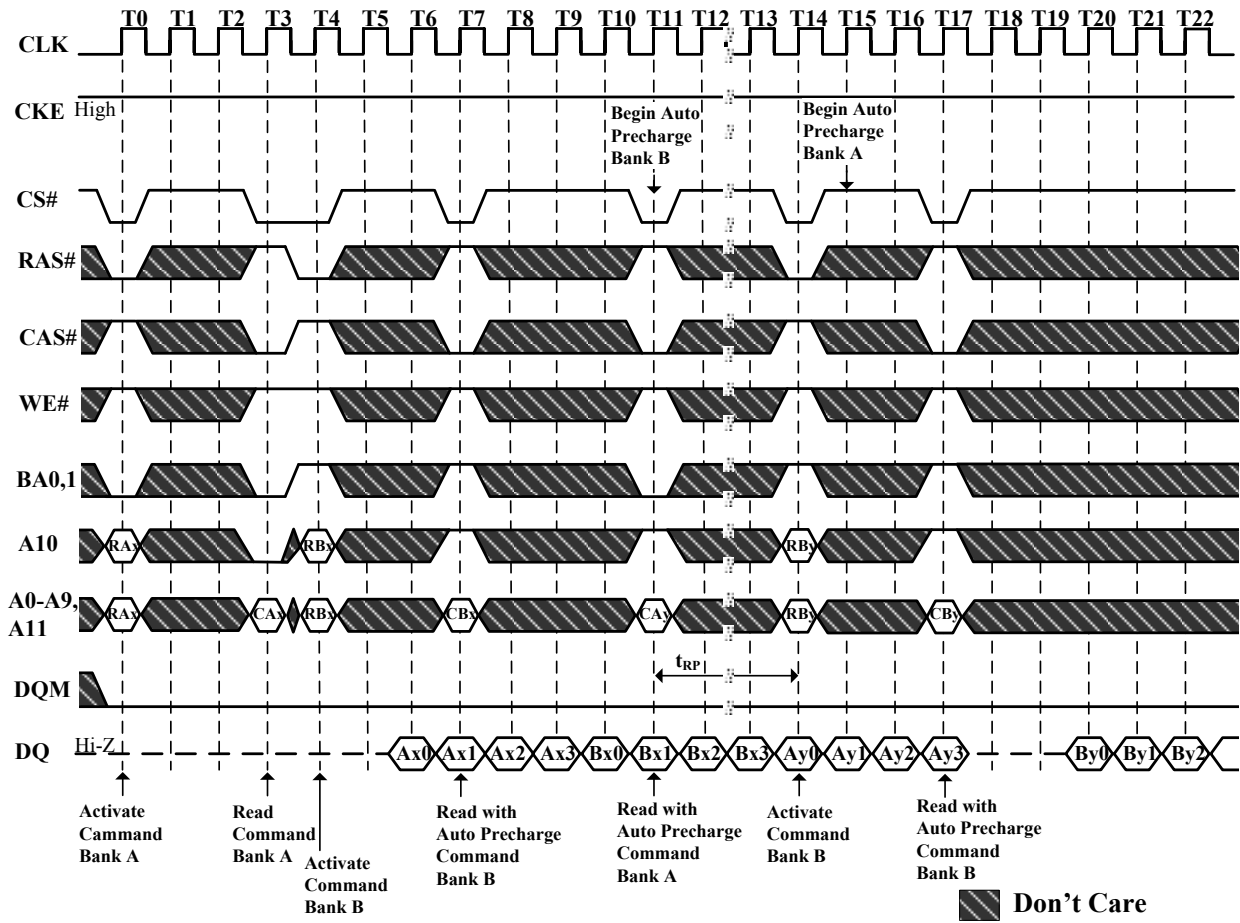 T0 T1 T2 T3 T4 T5 T6 T7 T8 T9 T10 T11 T12 T13 T14 T15 T16 T17 T18 T19 T20 T21 T22
CLK
CKE High
Begin Auto
Precharge
Bank B
Begin Auto
Precharge
Bank A
CS#
RAS#
CAS#
WE#
BA0,1
A10 RAx RBx RBy
A0-A9,
A11
RAx CAx RBx CBx CAy RBy CBy
tRP
DQM
DQ Hi-Z Ax0 Ax1 Ax2 Ax3 Bx0 Bx1 Bx2 Bx3 Ay0 Ay1 Ay2 Ay3 By0 By1 By2
Activate
Cammand
Bank A
Read
Command
Bank A
Activate
Command
Bank B
Read with
Auto Precharge
Command
Bank B
Read with
Auto Precharge
Command
Bank A
Activate
Command
Bank B
Read with
Auto Precharge
Command
Bank B
Don't Care